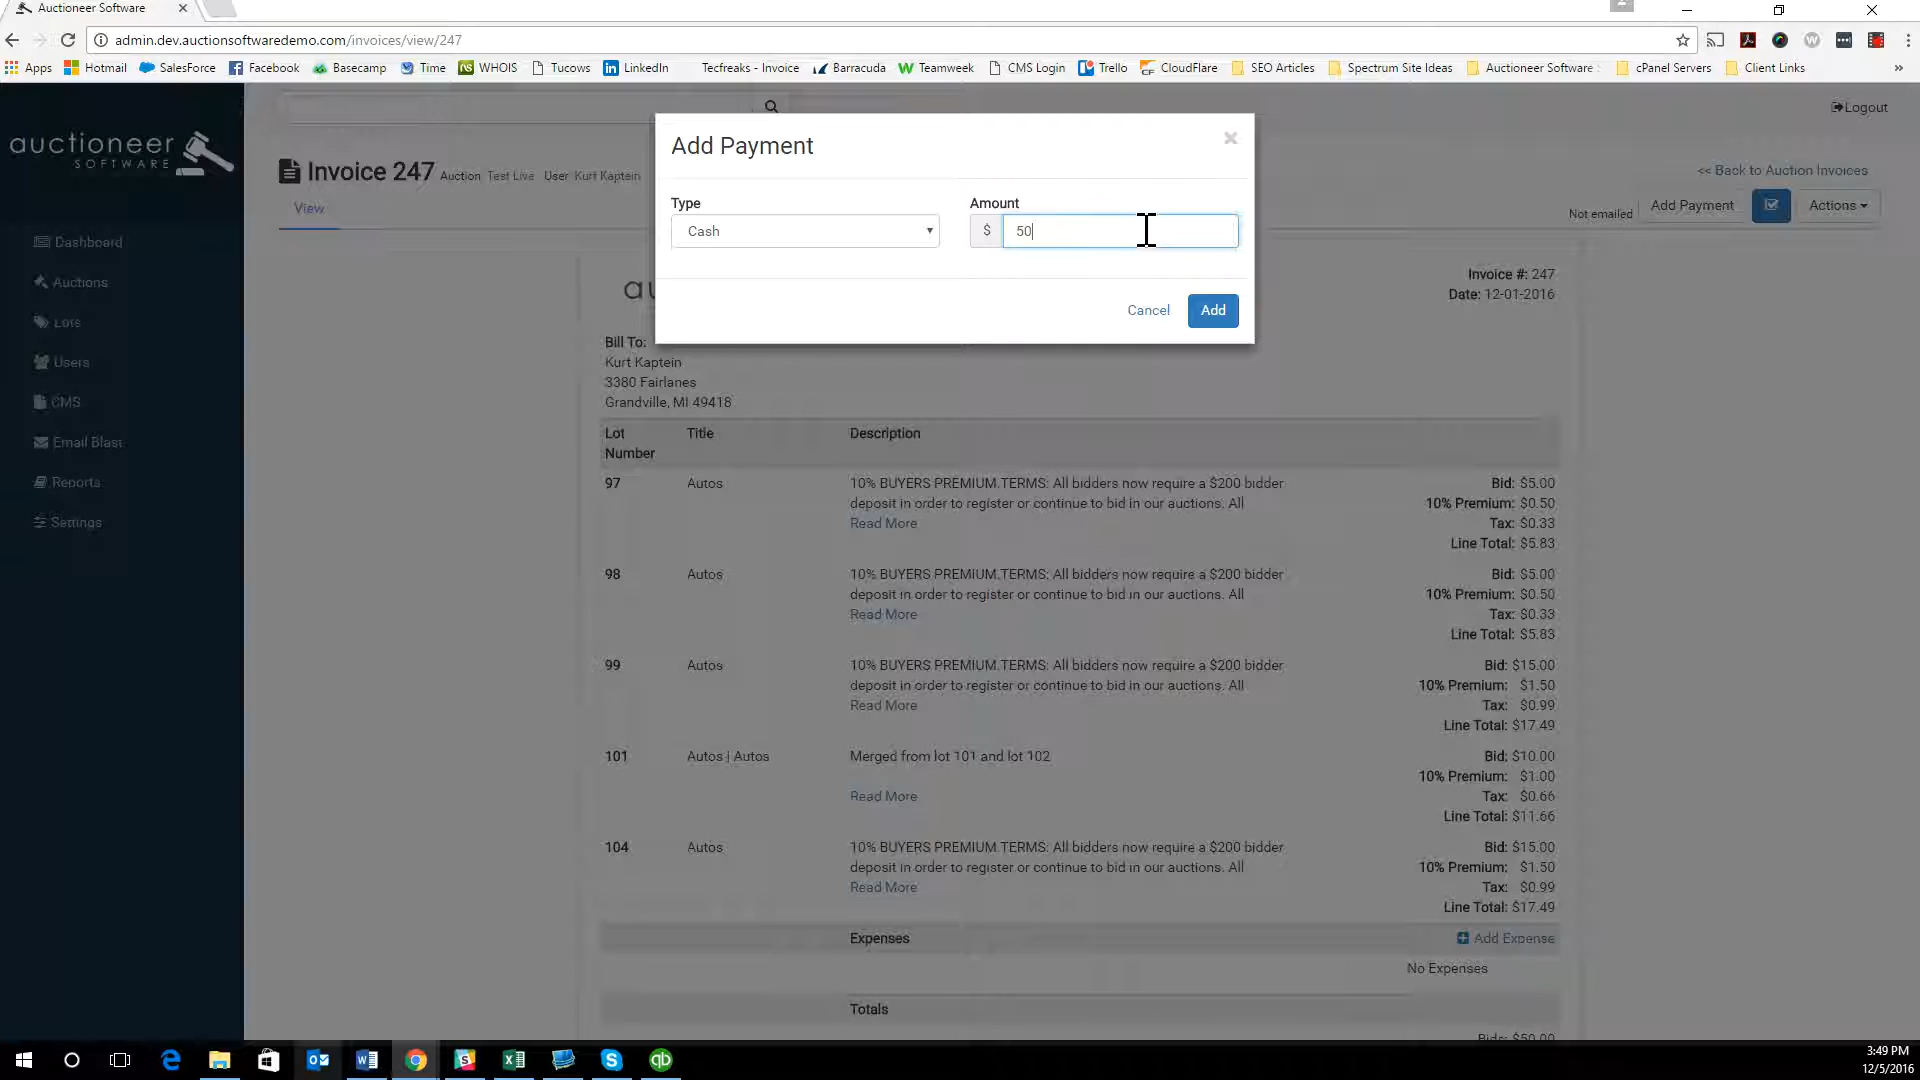 Auctioneer Software
admin.dev.auctionsoftwaredemo.com/invoices/view/247
Apps Hotmail SalesForce Facebook Basecamp Time WHOIS Tucows LinkedIn Techfreaks - Invoice Barracuda Teamweek CMS Login Trello CloudFlare SEO Articles Spectrum Site Ideas Auctioneer Software cPanel Servers Client Links »
Logout
auctioneer
SOFTWARE
Invoice 247 Auction Test Live User Kurt Kaptein
<< Back to Auction Invoices
View
Not emailed Add Payment Actions
Dashboard
Auctions
Lots
Users
CMS
Email Blast
Reports
Settings
Add Payment
×
Type
Amount
Cash
$ 50
Cancel Add
au
Invoice #: 247
Date: 12-01-2016
Bill To:
Kurt Kaptein
3380 Fairlanes
Grandville, MI 49418
Lot Number Title Description
97 Autos 10% BUYERS PREMIUM.TERMS: All bidders now require a $200 bidder
deposit in order to register or continue to bid in our auctions. All
Read More
Bid: $5.00
10% Premium: $0.50
Tax: $0.33
Line Total: $5.83
98 Autos 10% BUYERS PREMIUM.TERMS: All bidders now require a $200 bidder
deposit in order to register or continue to bid in our auctions. All
Read More
Bid: $5.00
10% Premium: $0.50
Tax: $0.33
Line Total: $5.83
99 Autos 10% BUYERS PREMIUM.TERMS: All bidders now require a $200 bidder
deposit in order to register or continue to bid in our auctions. All
Read More
Bid: $15.00
10% Premium: $1.50
Tax: $0.99
Line Total: $17.49
101 Autos | Autos Merged from lot 101 and lot 102
Read More
Bid: $10.00
10% Premium: $1.00
Tax: $0.66
Line Total: $11.66
104 Autos 10% BUYERS PREMIUM.TERMS: All bidders now require a $200 bidder
deposit in order to register or continue to bid in our auctions. All
Read More
Bid: $15.00
10% Premium: $1.50
Tax: $0.99
Line Total: $17.49
Expenses Add Expense
No Expenses
Totals
Bids: $50.00
3:49 PM
12/5/2016